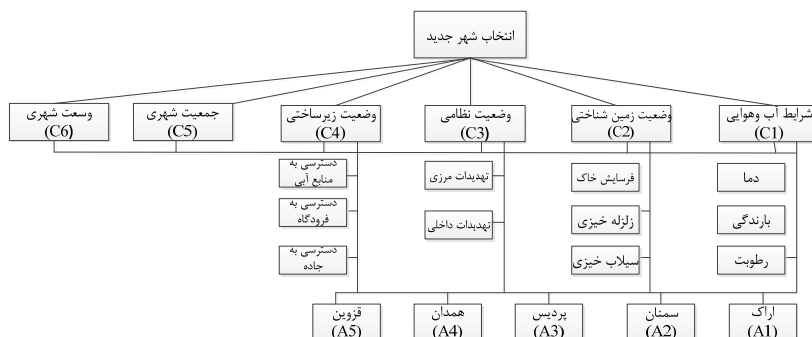 انتخاب شهر جدید
شرایط آب وهوایی
(C1)
وضعیت زمین شناختی
(C2)
وضعیت نظامی
(C3)
وضعیت زیرساختی
(C4)
جمعیت شهری
(C5)
وسعت شهری
(C6)
دما
بارندگی
رطوبت
فرسایش خاک
زلزله خیزی
سیلاب خیزی
تهدیدات مرزی
تهدیدات داخلی
دسترسی به
منابع آبی
دسترسی به
فرودگاه
دسترسی به
جاده
اراک
(A1)
سمنان
(A2)
پردیس
(A3)
همدان
(A4)
قزوین
(A5)